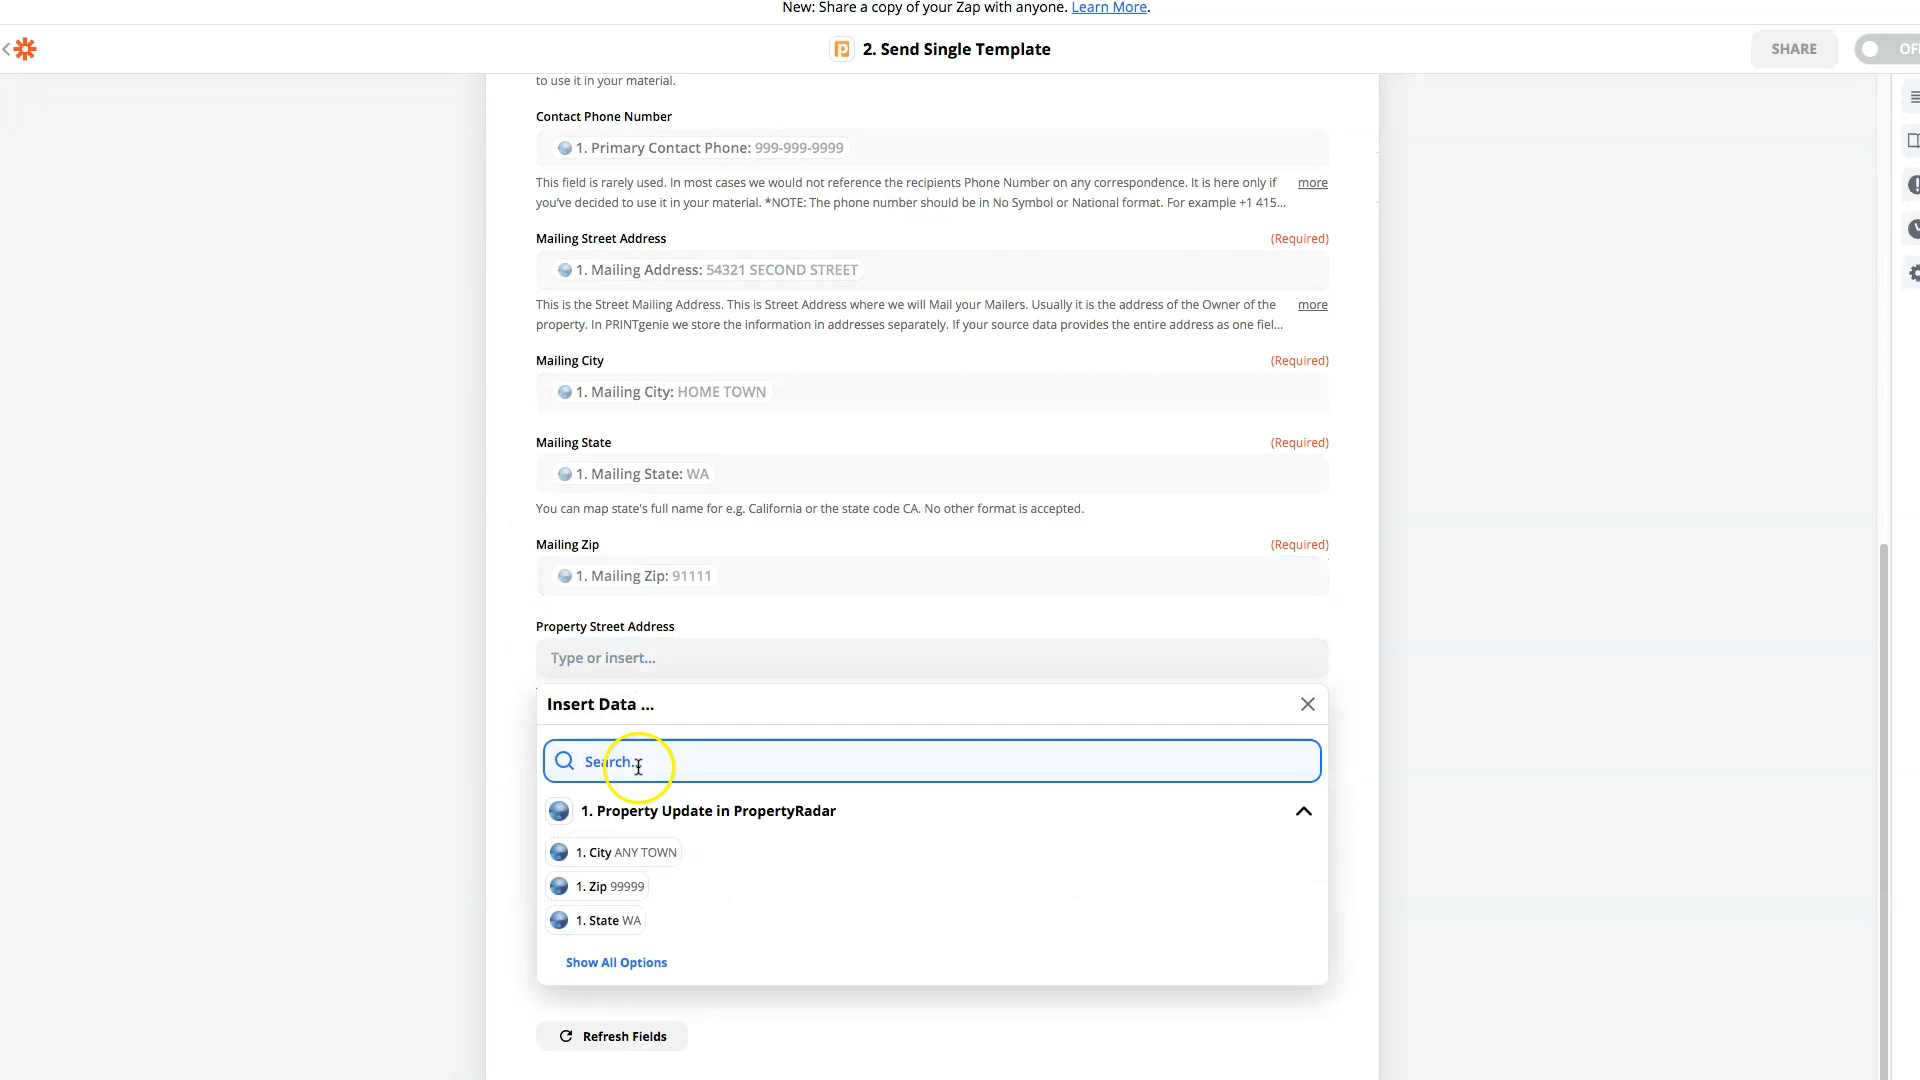 New: Share a copy of your Zap with anyone. Learn More.
2. Send Single Template
SHARE
OF
to use it in your material.
Contact Phone Number
1. Primary Contact Phone: 999-999-9999
This field is rarely used. In most cases we would not reference the recipients Phone Number on any correspondence. It is here only if more
you've decided to use it in your material. *NOTE: The phone number should be in No Symbol or National format. For example +1 415...
Mailing Street Address (Required)
1. Mailing Address: 54321 SECOND STREET
This is the Street Mailing Address. This is Street Address where we will Mail your Mailers. Usually it is the address of the Owner of the more
property. In PRINTgenie we store the information in addresses separately. If your source data provides the entire address as one fiel...
Mailing City (Required)
1. Mailing City: HOME TOWN
Mailing State (Required)
1. Mailing State: WA
You can map state's full name for e.g. California or the state code CA. No other format is accepted.
Mailing Zip (Required)
1. Mailing Zip: 91111
Property Street Address
Type or insert...
Insert Data ...
Search...
1. Property Update in PropertyRadar
1. City ANY TOWN
1. Zip 99999
1. State WA
Show All Options
Refresh Fields